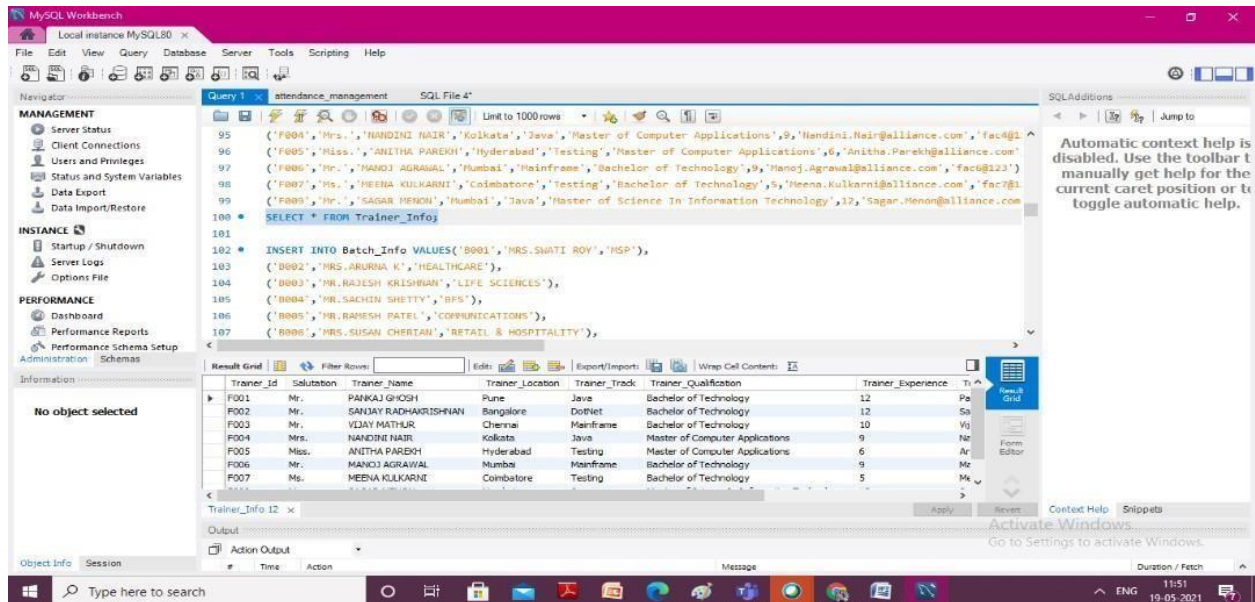 MySQL Workbench
Local instance MySQL80 ×
File Edit View Query Database Server Tools Scripting Help
Navigator
MANAGEMENT
Server Status
Client Connections
Users and Privileges
Status and System Variables
Data Export
Data Import/Restore
INSTANCE
Startup / Shutdown
Server Logs
Options File
PERFORMANCE
Dashboard
Performance Reports
Performance Schema Setup
Administration Schemas
Information
No object selected
Object Info Session
Query 1 × attendance_management SQL File 4*
Limit to 1000 rows
95 ('F004','Mrs.','NANDINI NAIR','Kolkata','Java','Master of Computer Applications',9,'Nandini.Nair@alliance.com','fac4@1
96 ('F005','Miss.','ANITHA PAREKH','Hyderabad','Testing','Master of Computer Applications',6,'Anitha.Parekh@alliance.com'
97 ('F006','Mr.','MANOJ AGRAWAL','Mumbai','Mainframe','Bachelor of Technology',9,'Manoj.Agrawal@alliance.com','fac6@123')
98 ('F007','Ms.','MEENA KULKARNI','Coimbatore','Testing','Bachelor of Technology',5,'Meena.Kulkarni@alliance.com','fac7@1
99 ('F009','Mr.','SAGAR MENON','Mumbai','Java','Master of Science In Information Technology',12,'Sagar.Menon@alliance.com
100 SELECT * FROM Trainer_Info;
101
102 INSERT INTO Batch_Info VALUES('B001','MRS.SWATI ROY','MSP'),
103 ('B002','MRS.ARURNA K','HEALTHCARE'),
104 ('B003','MR.RAJESH KRISHNAN','LIFE SCIENCES'),
105 ('B004','MR.SACHIN SHETTY','BFS'),
106 ('B005','MR.RAMESH PATEL','COMMUNICATIONS'),
107 ('B006','MRS.SUSAN CHERIAN','RETAIL & HOSPITALITY'),
Result Grid Filter Rows: Edit: Export/Import: Wrap Cell Content:
Trainer_Id Salutation Trainer_Name Trainer_Location Trainer_Track Trainer_Qualification Trainer_Experience
F001 Mr. PANKAJ GHOSH Pune Java Bachelor of Technology 12 Pa
F002 Mr. SANJAY RADHAKRISHNAN Bangalore DotNet Bachelor of Technology 12 Sa
F003 Mr. VIJAY MATHUR Chennai Mainframe Bachelor of Technology 10 Vij
F004 Mrs. NANDINI NAIR Kolkata Java Master of Computer Applications 9 Na
F005 Miss. ANITHA PAREKH Hyderabad Testing Master of Computer Applications 6 Ar
F006 Mr. MANOJ AGRAWAL Mumbai Mainframe Bachelor of Technology 9 Ma
F007 Ms. MEENA KULKARNI Coimbatore Testing Bachelor of Technology 5 Me
Result Grid
Form Editor
Trainer_Info 12 × Apply Revert
Output
Action Output
# Time Action Message Duration / Fetch
SQLAdditions
Jump to
Automatic context help is
disabled. Use the toolbar t
manually get help for the
current caret position or to
toggle automatic help.
Context Help Snippets
Activate Windows
Go to Settings to activate Windows.
Type here to search
ENG
11:51
19-05-2021